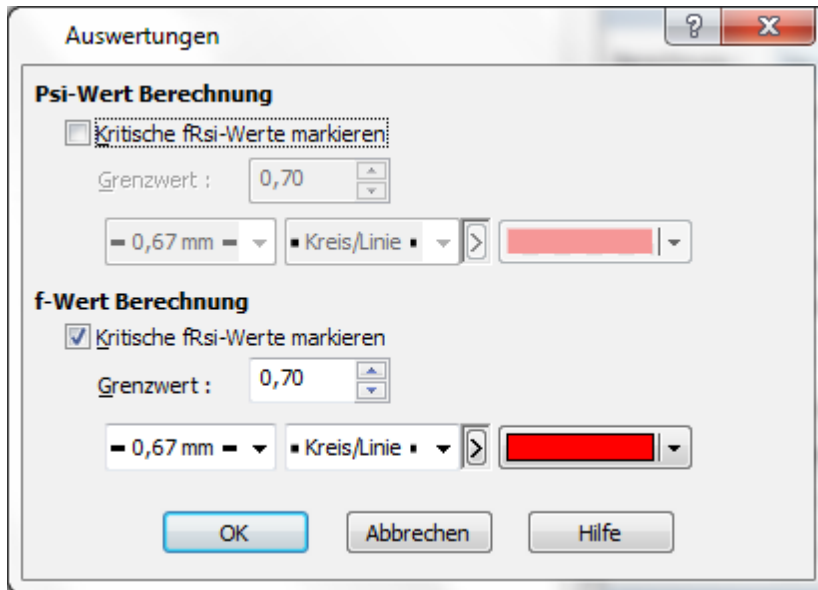 Auswertungen
Psi-Wert Berechnung
Kritische fRsi-Werte markieren
Grenzwert : 0,70
0,67 mm Kreis/Linie >
f-Wert Berechnung
Kritische fRsi-Werte markieren
Grenzwert : 0,70
0,67 mm Kreis/Linie >
OK Abbrechen Hilfe